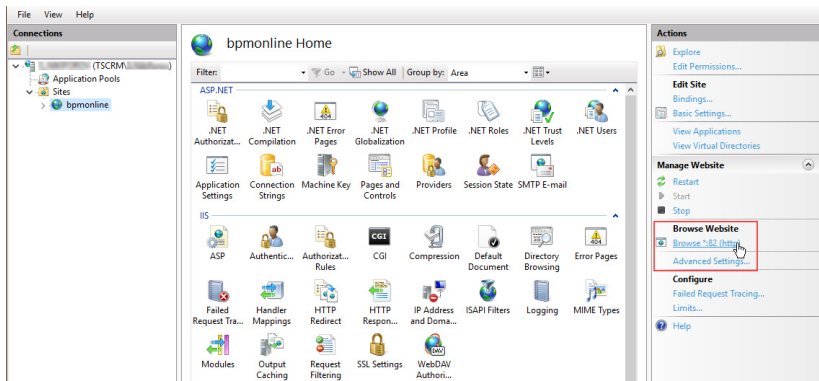 File View Help
Connections
(TSCRM\
Application Pools
Sites
bpmonline
bpmonline Home
Filter: Go Show All Group by: Area
ASP.NET
.NET Authorizat...
.NET Compilation
.NET Error Pages
.NET Globalization
.NET Profile
.NET Roles
.NET Trust Levels
.NET Users
Application Settings
Connection Strings
Machine Key
Pages and Controls
Providers
Session State
SMTP E-mail
IIS
ASP
Authentic...
Authorizat... Rules
CGI
Compression
Default Document
Directory Browsing
Error Pages
Failed Request Tra...
Handler Mappings
HTTP Redirect
HTTP Respon...
IP Address and Doma...
ISAPI Filters
Logging
MIME Types
Modules
Output Caching
Request Filtering
SSL Settings
WebDAV Authori...
Actions
Explore
Edit Permissions...
Edit Site
Bindings...
Basic Settings...
View Applications
View Virtual Directories
Manage Website
Restart
Start
Stop
Browse Website
Browse *:82 (http
Advanced Settings...
Configure
Failed Request Tracing...
Limits...
Help